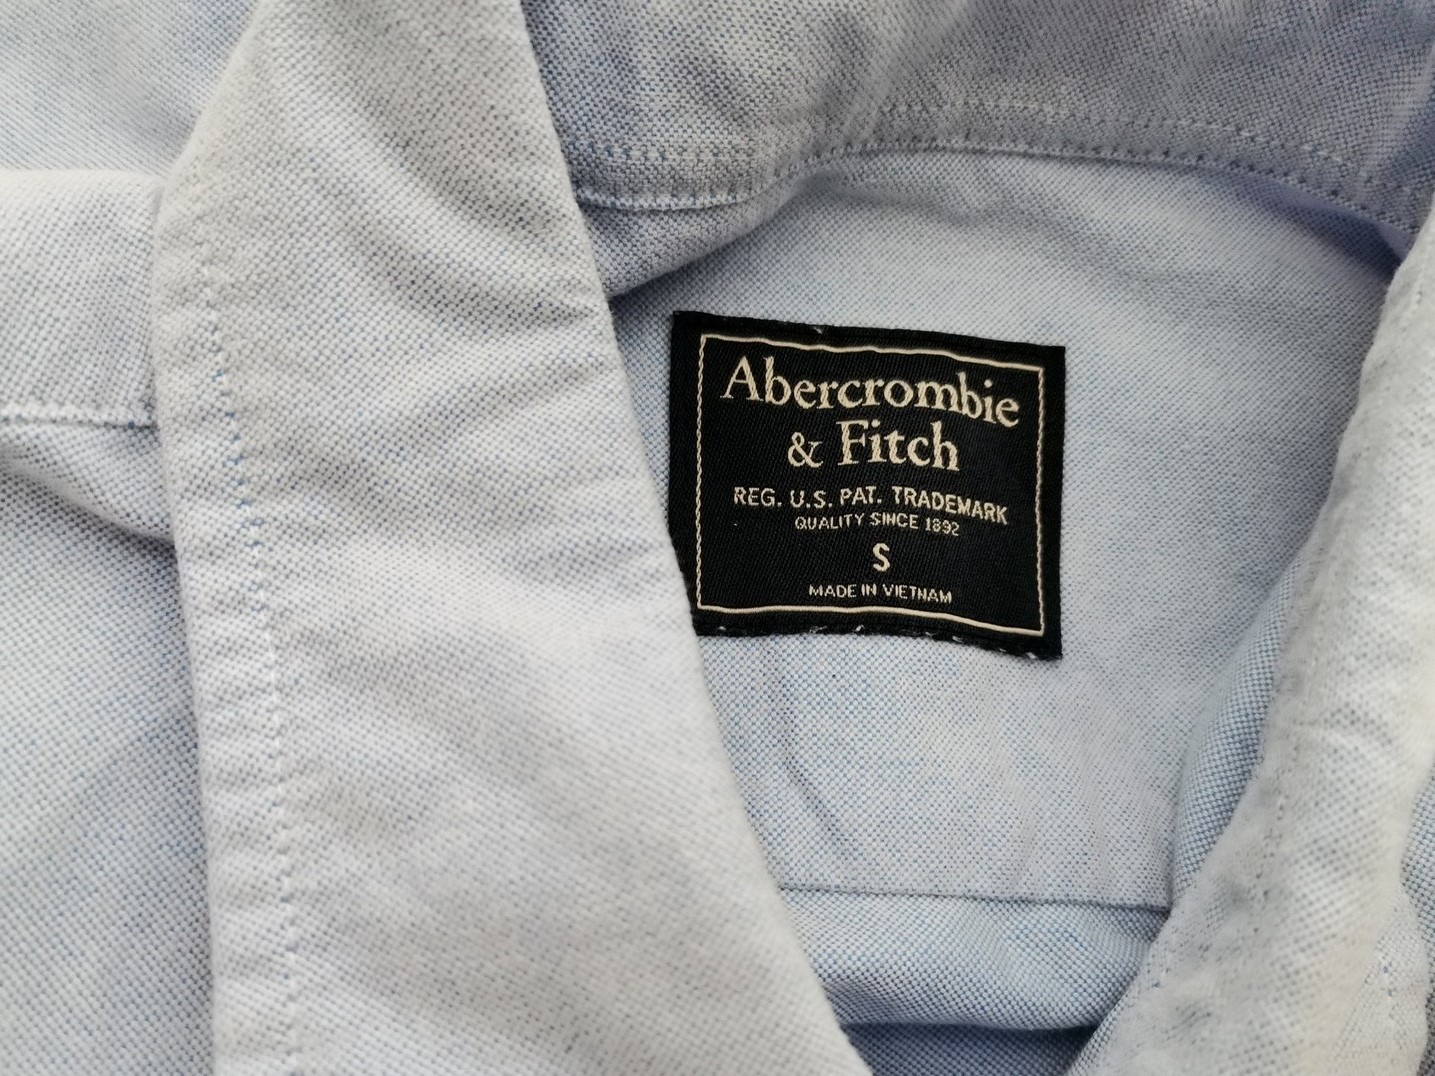 Abercrombie
& Fitch
REG. U.S. PAT. TRADEMARK
QUALITY SINCE 1892
S
MADE IN VIETNAM